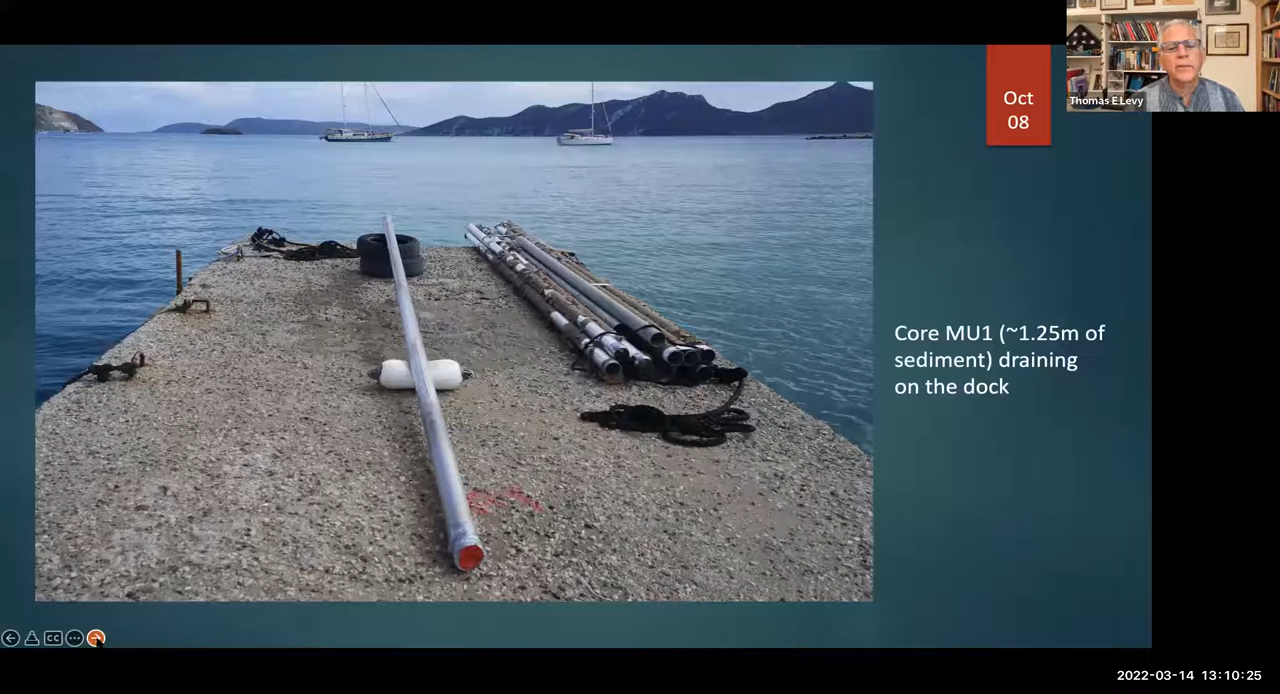 Oct
08
Thomas E Levy
Core MU1 (~1.25m of
sediment) draining
on the dock
CC
2022-03-14 13:10:25